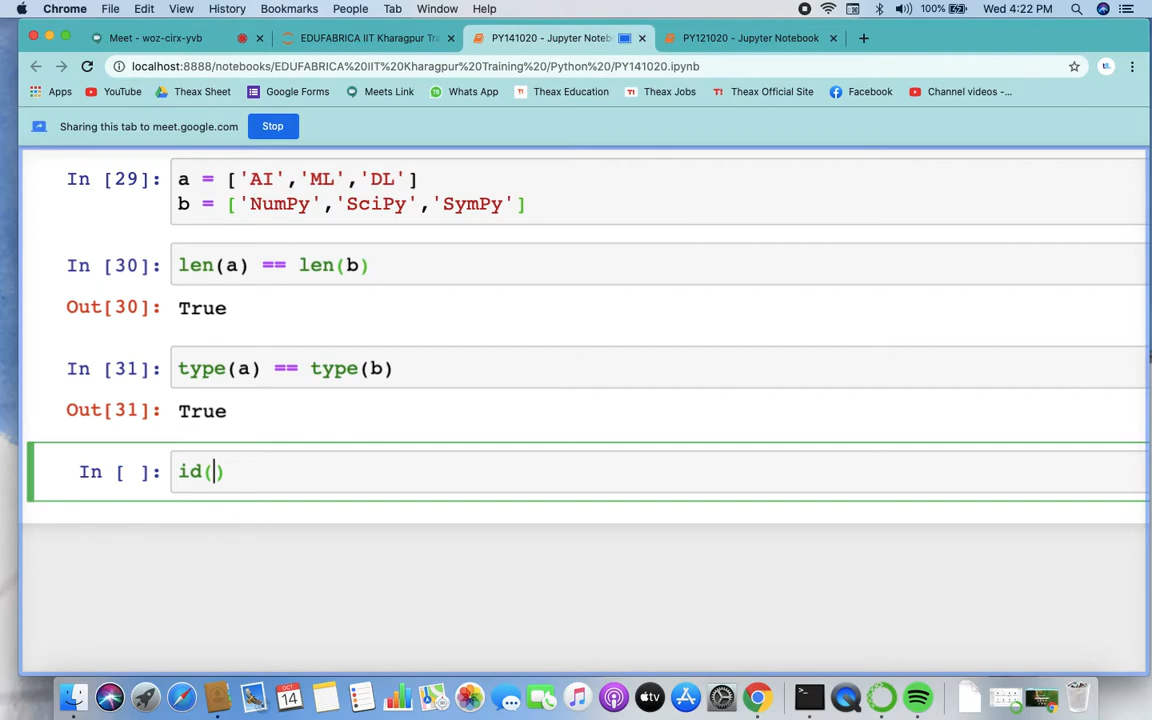 Chrome File Edit View History Bookmarks People Tab Window Help 100% Wed 4:22 PM
Meet - woz-cirx-yvb
EDUFABRICA IIT Kharagpur Tra
PY141020 - Jupyter Noteb
PY121020 - Jupyter Notebook
localhost:8888/notebooks/EDUFABRICA%20IIT%20Kharagpur%20Training%20/Python%20/PY141020.ipynb
Apps YouTube Theax Sheet Google Forms Meets Link Whats App Theax Education Theax Jobs Theax Official Site Facebook Channel videos -...
Sharing this tab to meet.google.com Stop
In [29]: a = ['AI','ML','DL']
b = ['NumPy','SciPy','SymPy']
In [30]: len(a) == len(b)
Out[30]: True
In [31]: type(a) == type(b)
Out[31]: True
In [ ]: id()
OCT
14
tv